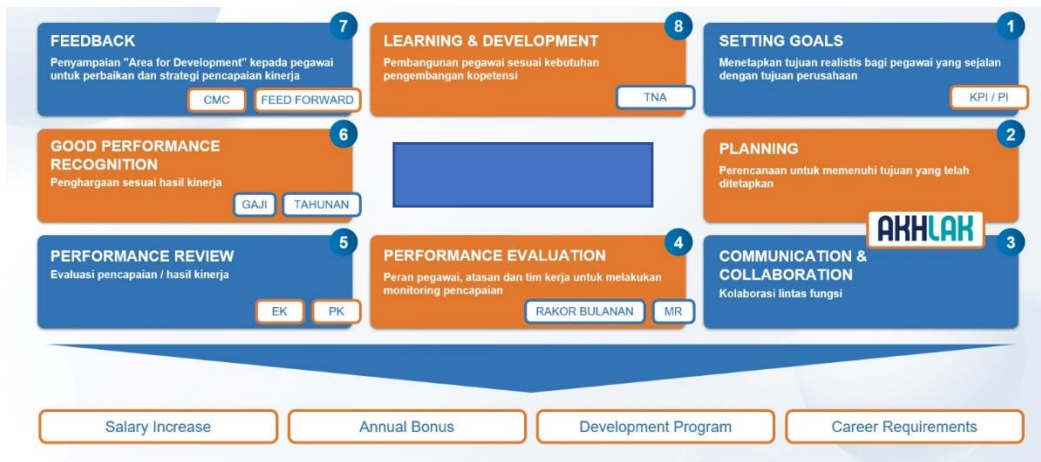 7
FEEDBACK
Penyampaian "Area for Development" kepada pegawai
untuk perbaikan dan strategi pencapaian kinerja
CMC
FEED FORWARD
8
LEARNING & DEVELOPMENT
Pembangunan pegawai sesuai kebutuhan
pengembangan kopetensi
TNA
1
SETTING GOALS
Menetapkan tujuan realistis bagi pegawai yang sejalan
dengan tujuan perusahaan
KPI / PI
6
GOOD PERFORMANCE
RECOGNITION
Penghargaan sesuai hasil kinerja
GAJI
TAHUNAN
2
PLANNING
Perencanaan untuk memenuhi tujuan yang telah
ditetapkan
AKHLAK
5
PERFORMANCE REVIEW
Evaluasi pencapaian / hasil kinerja
EK
PK
4
PERFORMANCE EVALUATION
Peran pegawai, atasan dan tim kerja untuk melakukan
monitoring pencapaian
RAKOR BULANAN
MR
3
COMMUNICATION &
COLLABORATION
Kolaborasi lintas fungsi
Salary Increase
Annual Bonus
Development Program
Career Requirements